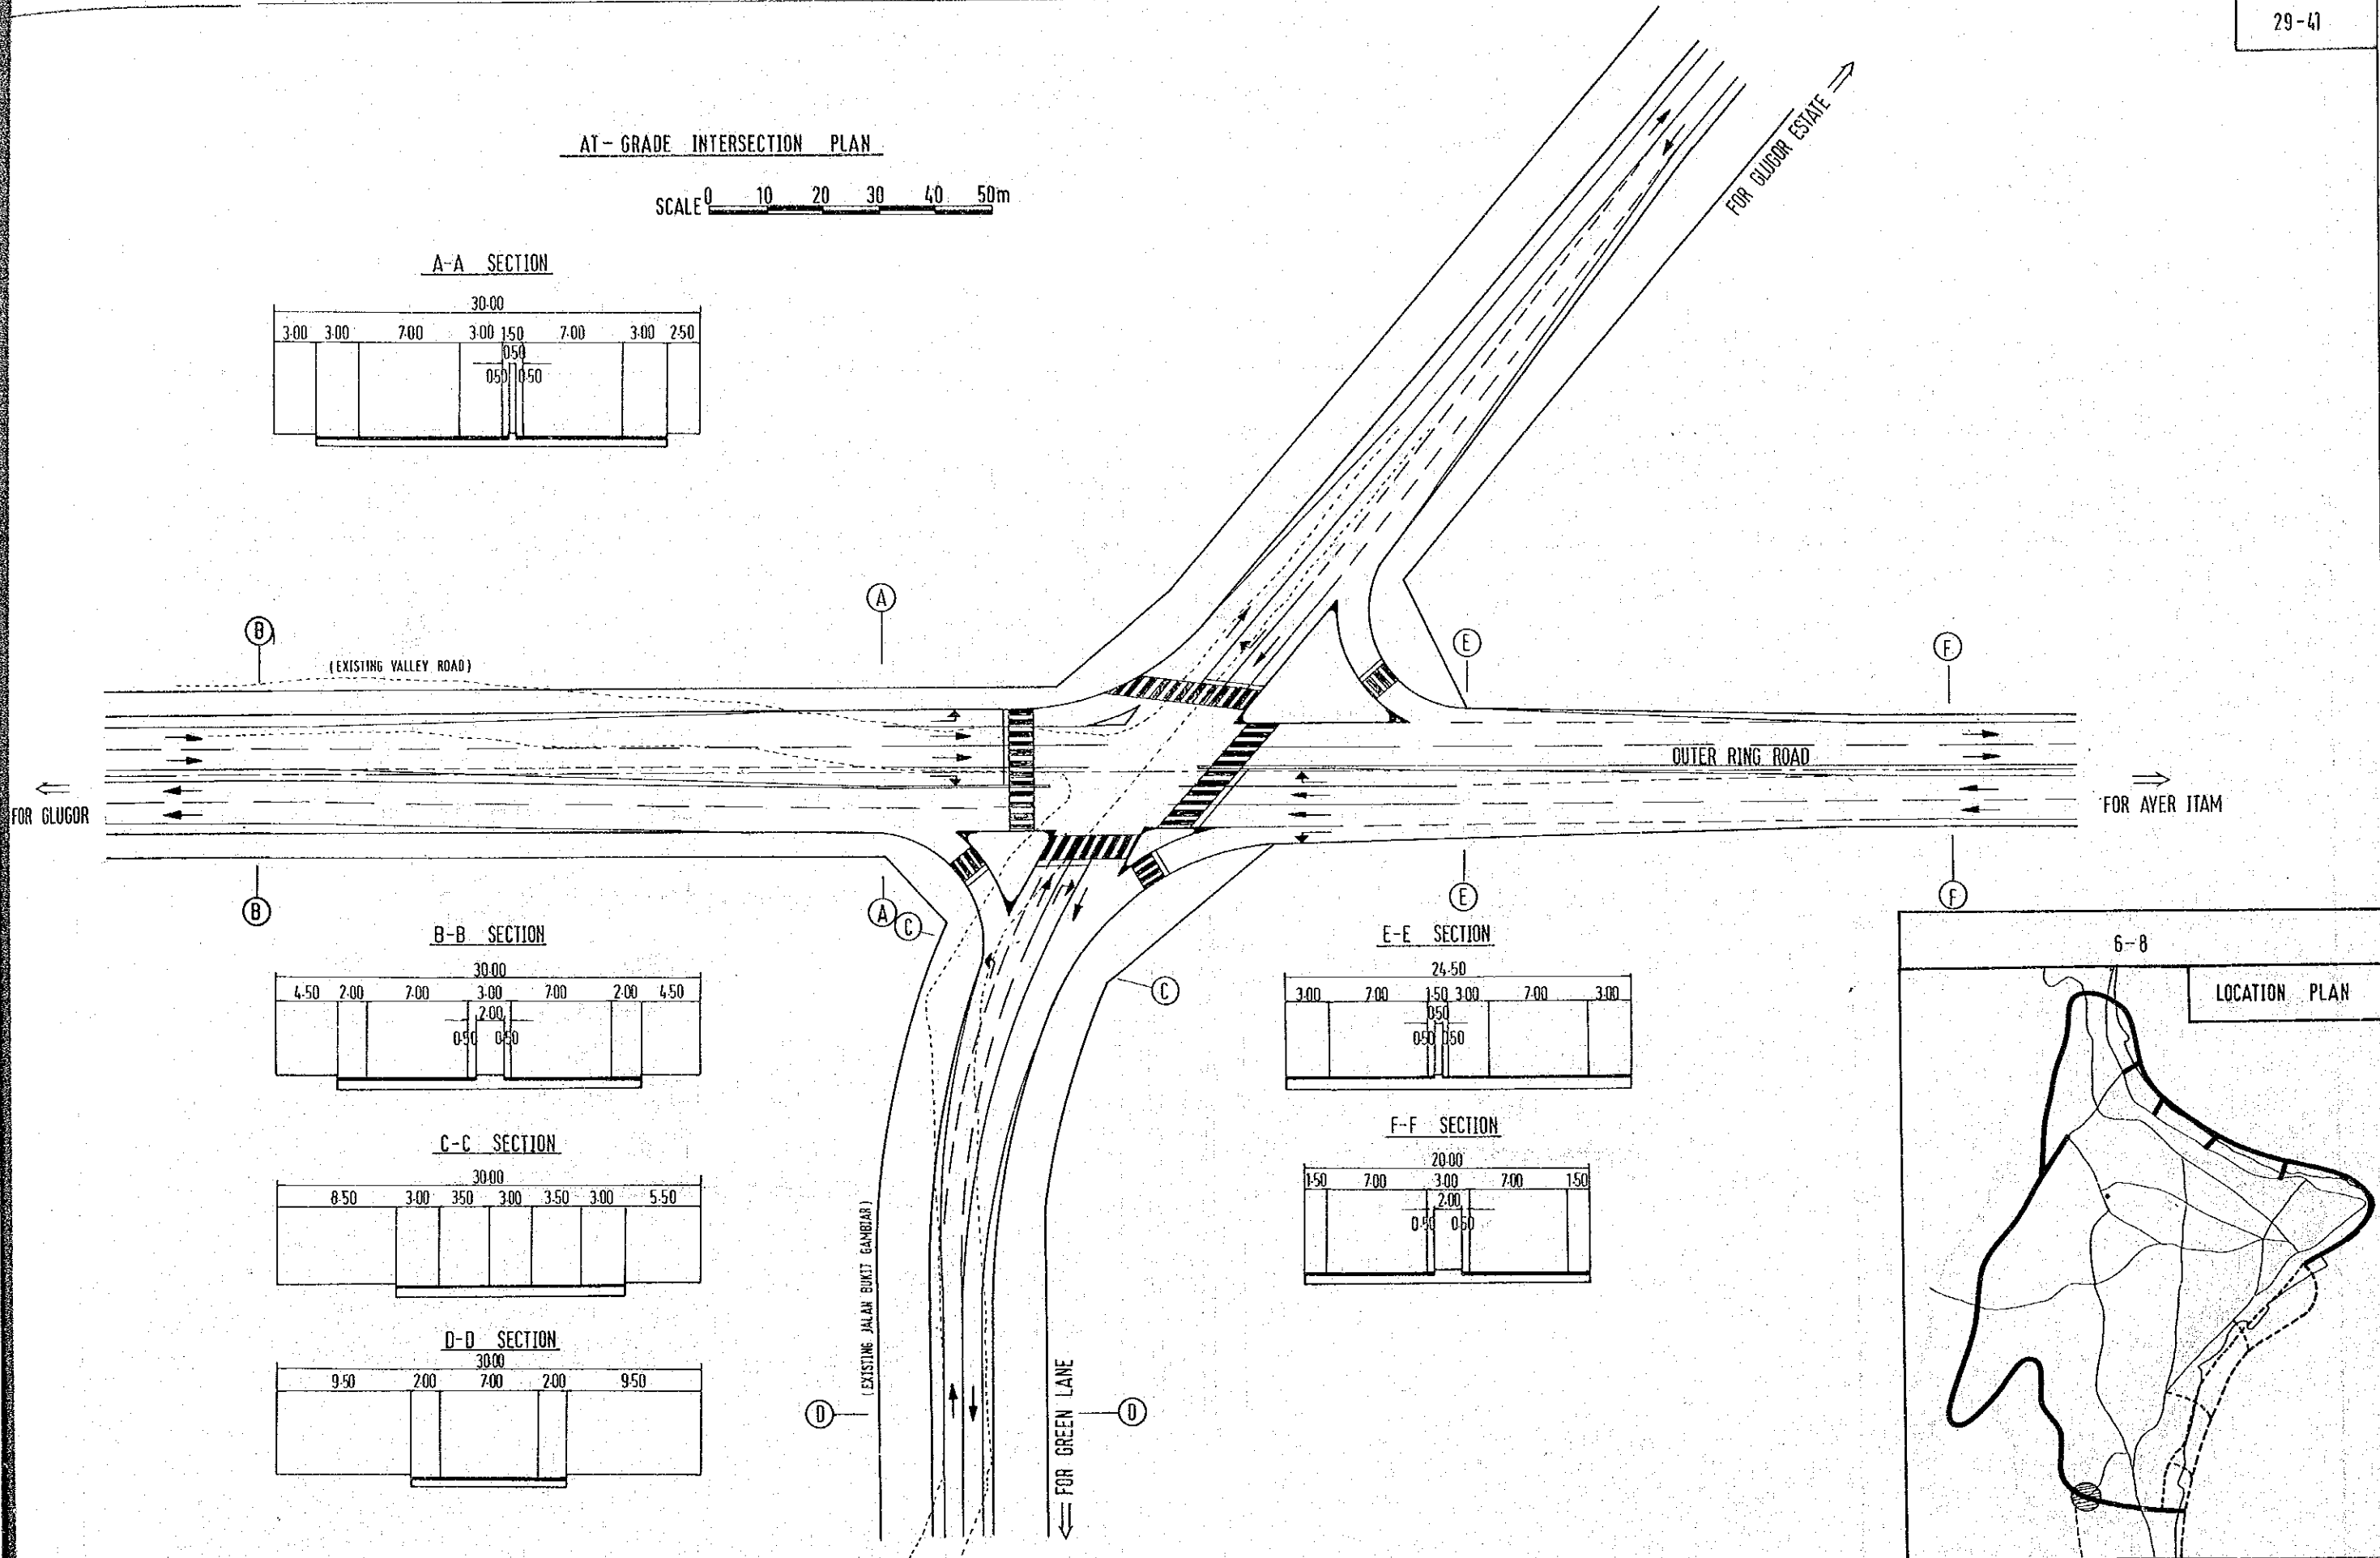 29-41
AT-GRADE INTERSECTION PLAN
SCALE 0 10 20 30 40 50m
FOR GLUGOR ESTATE
A-A SECTION
30.00
3.00 3.00 7.00 3.00 1.50 7.00 3.00 2.50
0.50
0.50 0.50
A
B
E
F
(EXISTING VALLEY ROAD)
OUTER RING ROAD
FOR GLUGOR
FOR AYER ITAM
B
A
C
E
F
C
B-B SECTION
30.00
4.50 2.00 7.00 3.00 7.00 2.00 4.50
2.00
0.50 0.50
E-E SECTION
24.50
3.00 7.00 1.50 3.00 7.00 3.00
0.50
0.50 0.50
6-8
LOCATION PLAN
C-C SECTION
30.00
8.50 3.00 3.50 3.00 3.50 3.00 5.50
F-F SECTION
20.00
1.50 7.00 3.00 7.00 1.50
2.00
0.50 0.50
D-D SECTION
30.00
9.50 2.00 7.00 2.00 9.50
(EXISTING JALAN BUKIT GAMBIAR)
D
FOR GREEN LANE
D